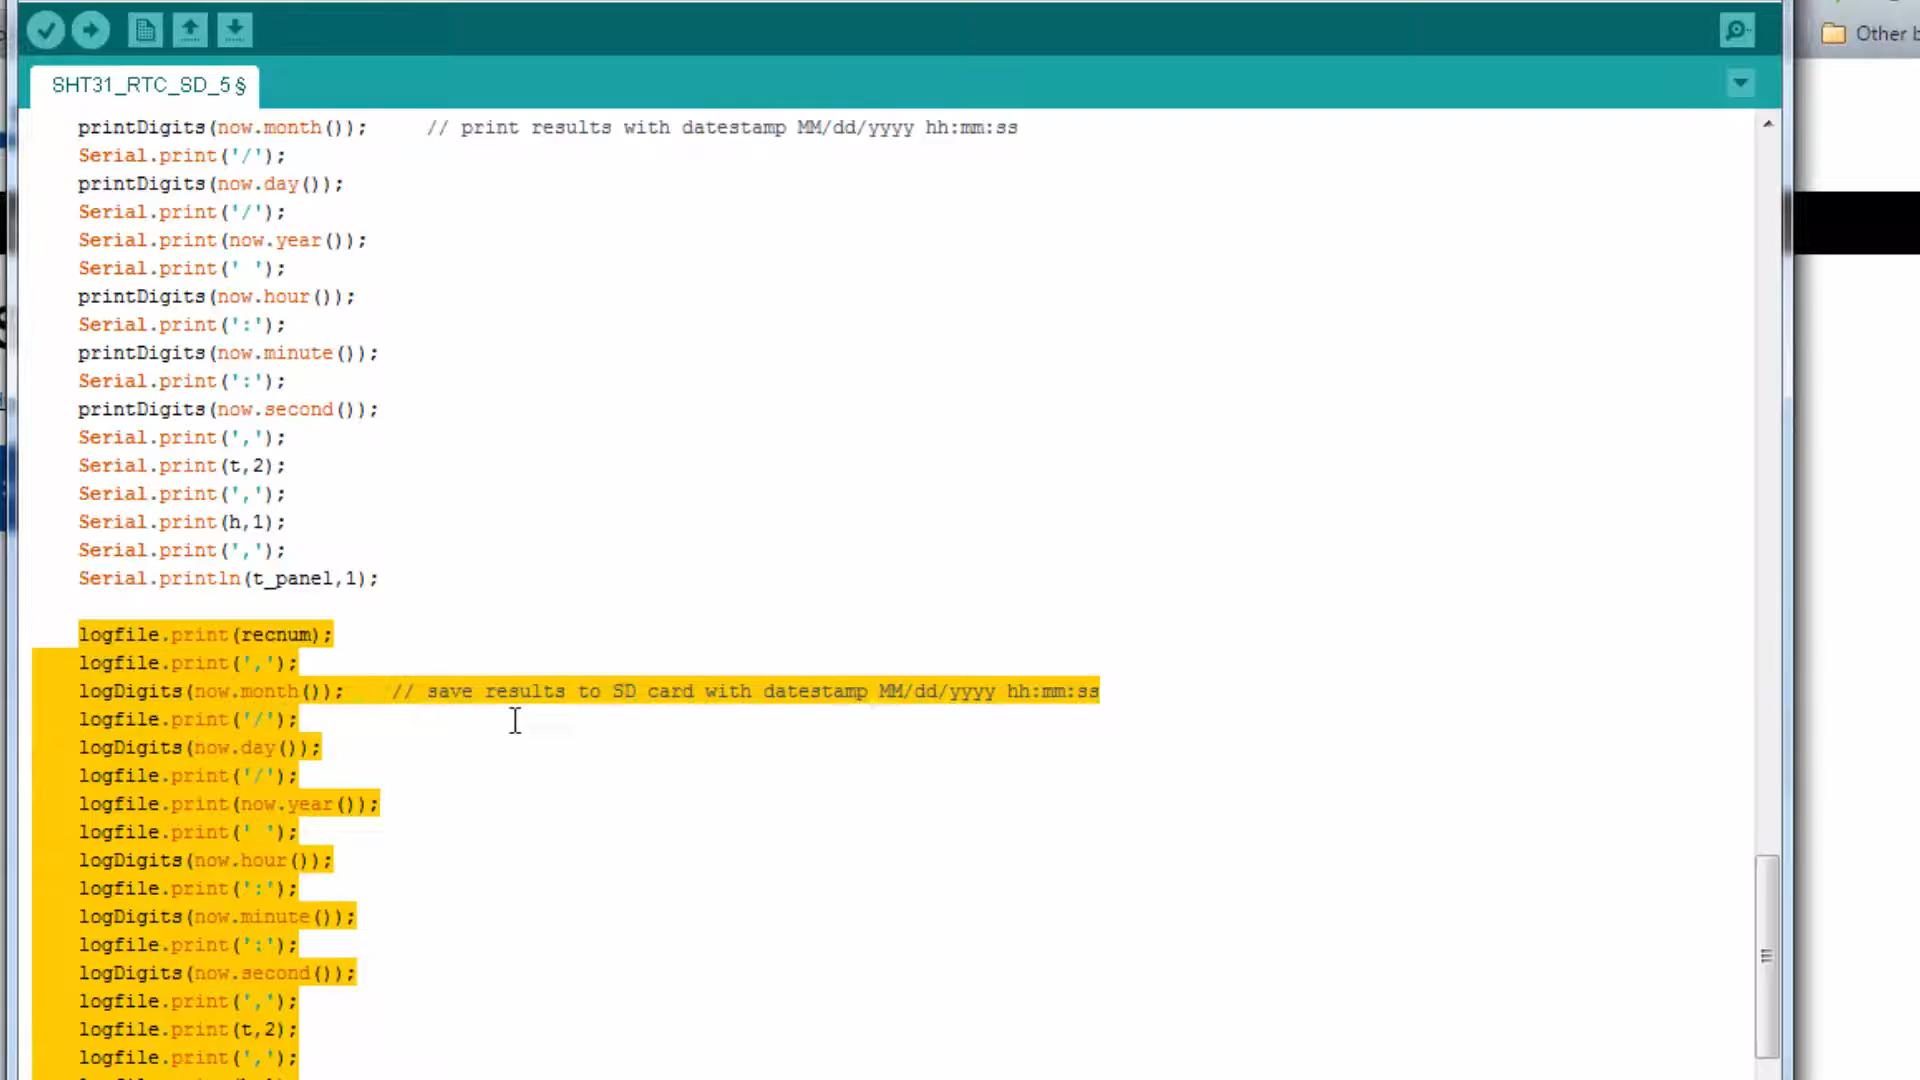 Other b
SHT31_RTC_SD_5 §
printDigits(now.month());     // print results with datestamp MM/dd/yyyy hh:mm:ss
Serial.print('/');
printDigits(now.day());
Serial.print('/');
Serial.print(now.year());
Serial.print(' ');
printDigits(now.hour());
Serial.print(':');
printDigits(now.minute());
Serial.print(':');
printDigits(now.second());
Serial.print(',');
Serial.print(t,2);
Serial.print(',');
Serial.print(h,1);
Serial.print(',');
Serial.println(t_panel,1);
logfile.print(recnum);
logfile.print(',');
logDigits(now.month());    // save results to SD card with datestamp MM/dd/yyyy hh:mm:ss
logfile.print('/');
logDigits(now.day());
logfile.print('/');
logfile.print(now.year());
logfile.print(' ');
logDigits(now.hour());
logfile.print(':');
logDigits(now.minute());
logfile.print(':');
logDigits(now.second());
logfile.print(',');
logfile.print(t,2);
logfile.print(',');